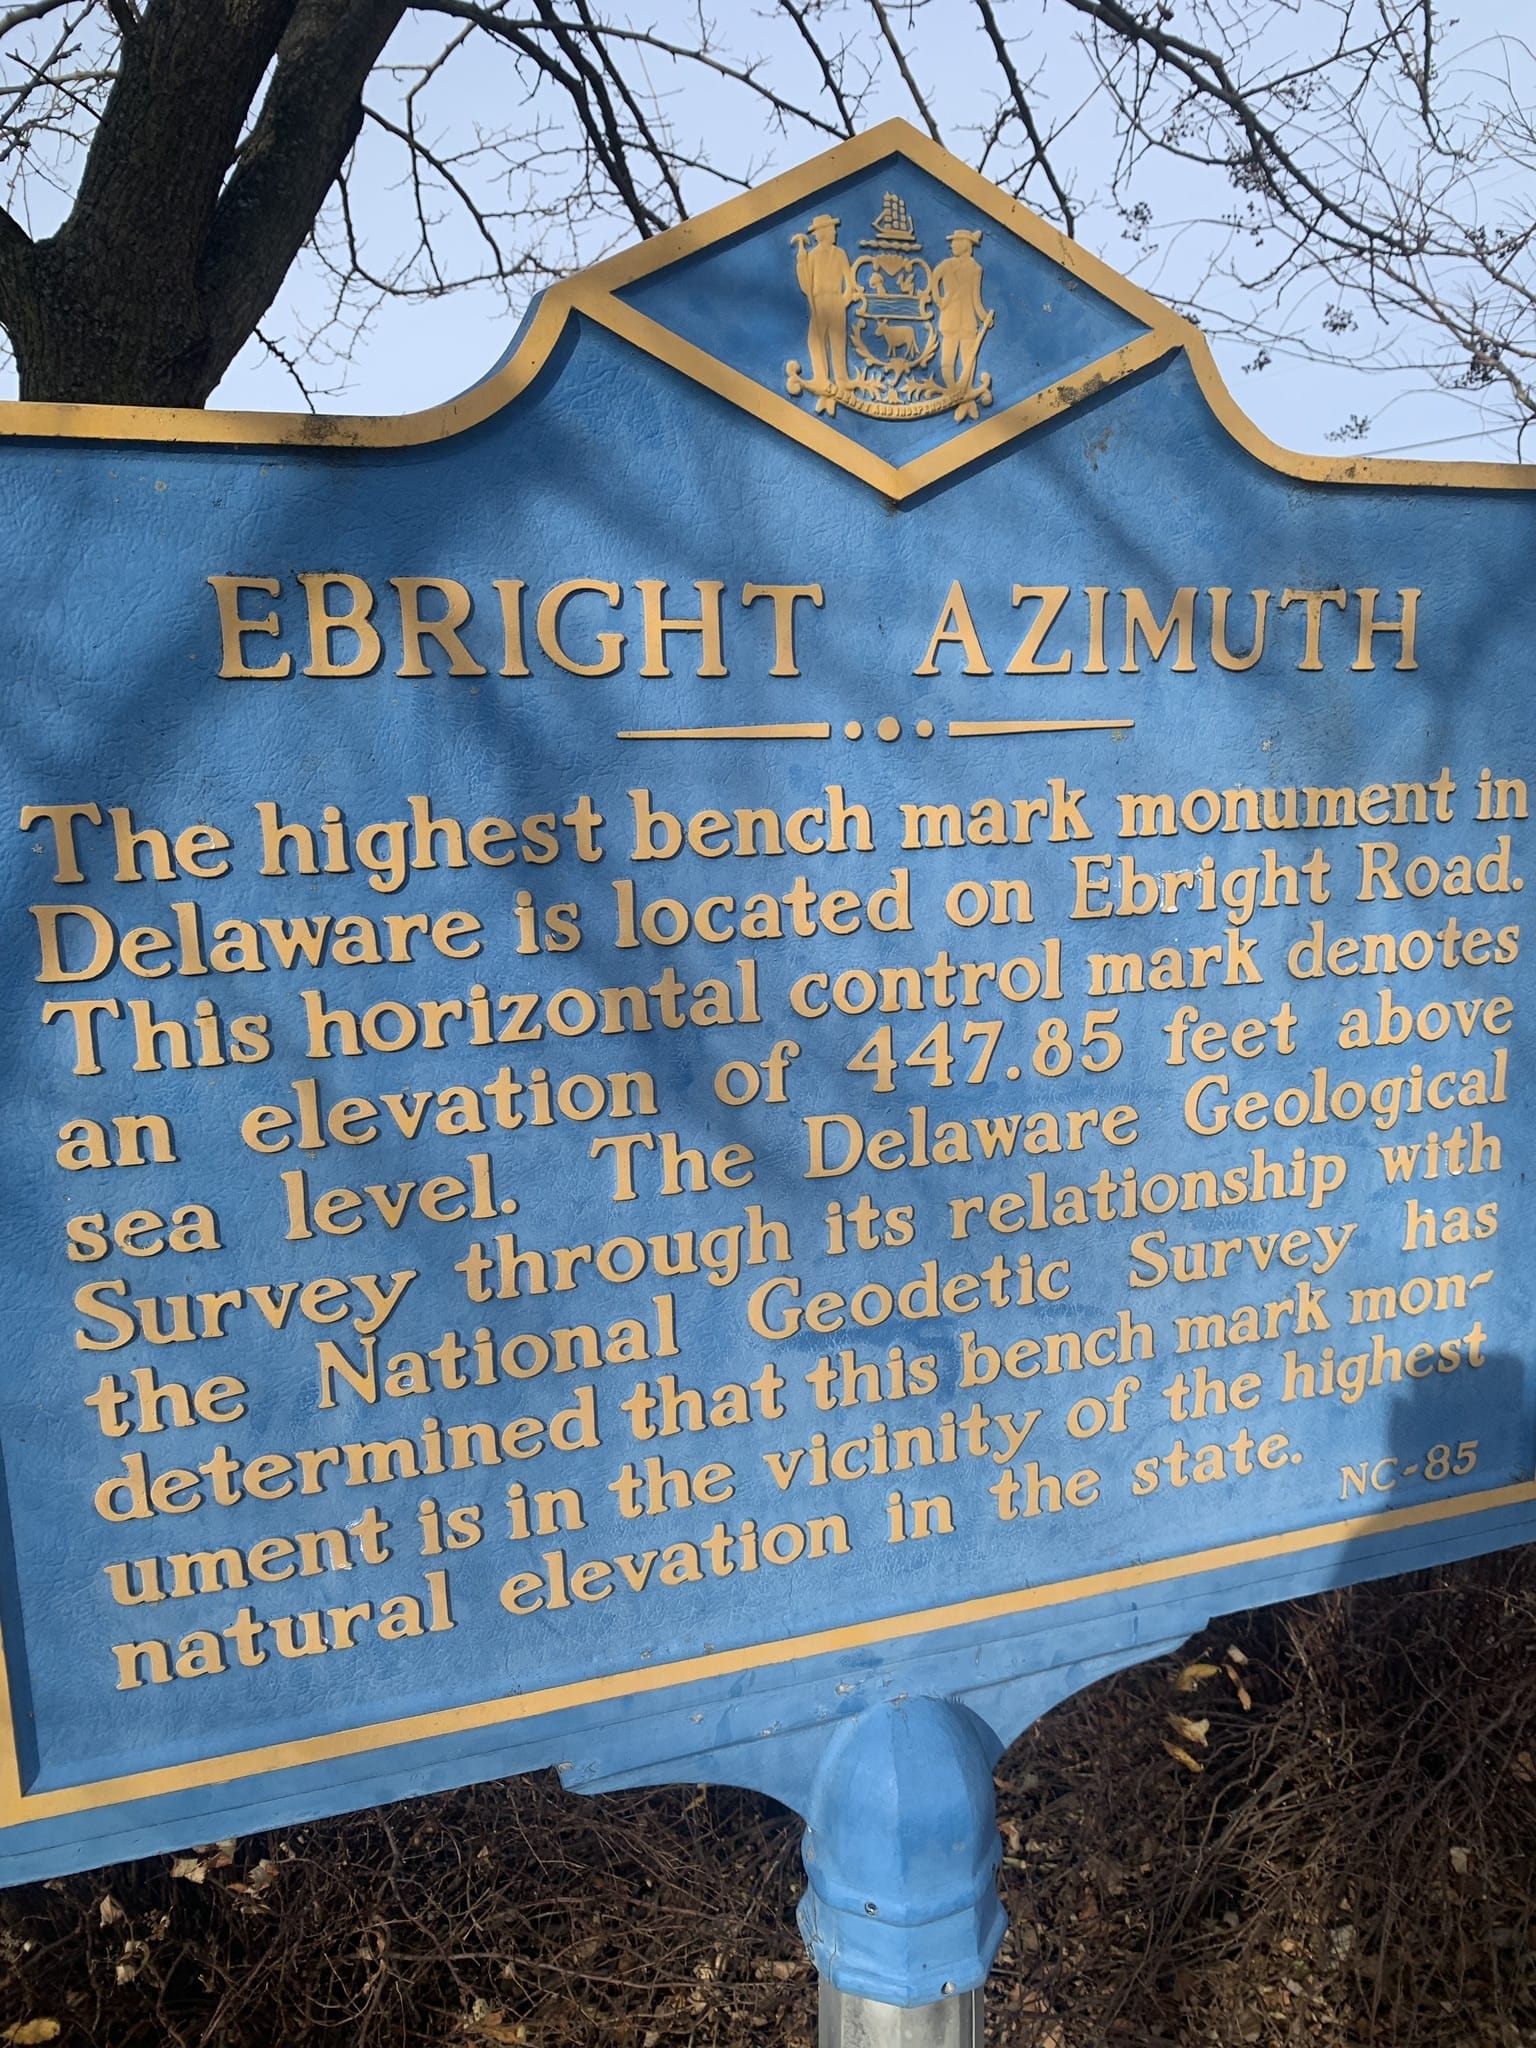 LIBERTY AND INDEPENDENCE
EBRIGHT AZIMUTH
The highest bench mark monument in
Delaware is located on Ebright Road.
This horizontal control mark denotes
an elevation of 447.85 feet above
sea level. The Delaware Geological
Survey through its relationship with
the National Geodetic Survey has
determined that this bench mark mon-
ument is in the vicinity of the highest
natural elevation in the state.
NC-85